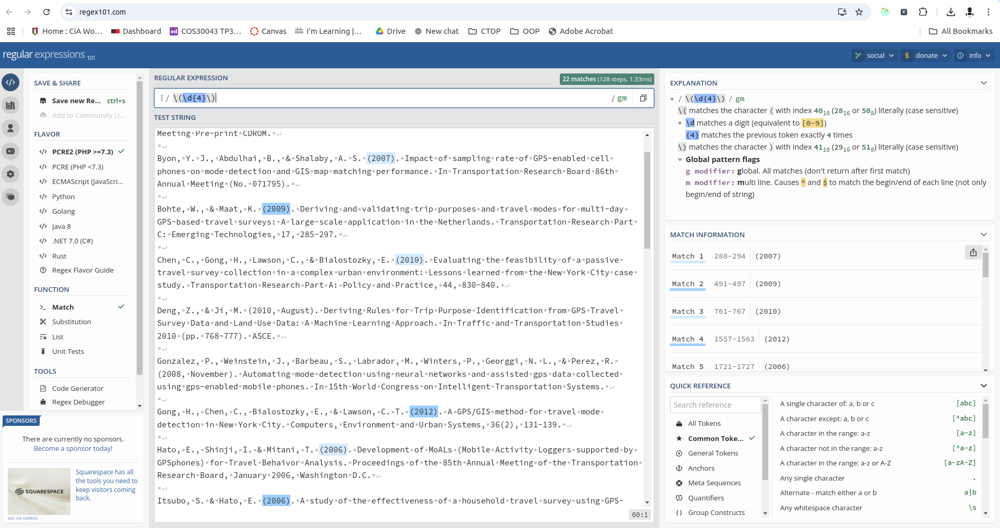 regex101.com
Home : CiA Wo...
Dashboard
COS30043 TP3...
Canvas
I'm Learning |...
Drive
New chat
CTDP
OOP
Adobe Acrobat
All Bookmarks
regular expressions 101
social
$ donate
info
SAVE & SHARE
Save new Re... ctrl+s
Add to Community Li...
FLAVOR
</> PCRE2 (PHP >=7.3)
</> PCRE (PHP <7.3)
</> ECMAScript (JavaScri...
</> Python
</> Golang
</> Java 8
</> .NET 7.0 (C#)
</> Rust
Regex Flavor Guide
FUNCTION
Match
Substitution
List
Unit Tests
TOOLS
Code Generator
Regex Debugger
SPONSORS
There are currently no sponsors.
Become a sponsor today!
SQUARESPACE
Squarespace has all
the tools you need to
keep visitors coming
back.
ADS VIA CARBON
REGULAR EXPRESSION
22 matches (128 steps, 1.33ms)
/ \(\d{4}\) / gm
TEST STRING
Meeting Pre-print CDROM.
Byon, Y. J., Abdulhai, B., & Shalaby, A. S. (2007). Impact of sampling rate of GPS-enabled cell
phones on mode detection and GIS map matching performance. In Transportation Research Board 86th
Annual Meeting (No. 071795).
Bohte, W., & Maat, K. (2009). Deriving and validating trip purposes and travel modes for multi-day
GPS-based travel surveys: A large-scale application in the Netherlands. Transportation Research Part
C: Emerging Technologies, 17, 285-297.
Chen, C., Gong, H., Lawson, C., & Bialostozky, E. (2010). Evaluating the feasibility of a passive
travel survey collection in a complex urban environment: Lessons learned from the New York City case
study. Transportation Research Part A: Policy and Practice, 44, 830-840.
Deng, Z., & Ji, M. (2010, August). Deriving Rules for Trip Purpose Identification from GPS Travel
Survey Data and Land Use Data: A Machine Learning Approach. In Traffic and Transportation Studies
2010 (pp. 768-777). ASCE.
Gonzalez, P., Weinstein, J., Barbeau, S., Labrador, M., Winters, P., Georggi, N. L., & Perez, R.
(2008, November). Automating mode detection using neural networks and assisted gps data collected
using gps-enabled mobile phones. In 15th World Congress on Intelligent Transportation Systems.
Gong, H., Chen, C., Bialostozky, E., & Lawson, C. T. (2012). A GPS/GIS method for travel mode
detection in New York City. Computers, Environment and Urban Systems, 36(2), 131-139.
Hato, E., Shinji, I. & Mitani, T. (2006). Development of MoALs (Mobile Activity Loggers supported by
GPSphones) for Travel Behaivor Analysis. Proceedings of the 85th Annual Meeting of the Transportation
Research Board, January 2006, Washington D.C.
Itsubo, S. & Hato, E. (2006). A study of the effectiveness of a household travel survey using GPS-
60:1
EXPLANATION
/ \(\d{4}\) / gm
\( matches the character ( with index 40₁₀ (28₁₆ or 50₈) literally (case sensitive)
\d matches a digit (equivalent to [0-9])
{4} matches the previous token exactly 4 times
\) matches the character ) with index 41₁₀ (29₁₆ or 51₈) literally (case sensitive)
Global pattern flags
g modifier: global. All matches (don't return after first match)
m modifier: multi line. Causes ^ and $ to match the begin/end of each line (not only
begin/end of string)
MATCH INFORMATION
Match 1 288-294 (2007)
Match 2 491-497 (2009)
Match 3 761-767 (2010)
Match 4 1557-1563 (2012)
Match 5 1721-1727 (2006)
QUICK REFERENCE
Search reference
All Tokens
Common Toke...
General Tokens
Anchors
Meta Sequences
Quantifiers
Group Constructs
A single character of: a, b or c [abc]
A character except: a, b or c [^abc]
A character in the range: a-z [a-z]
A character not in the range: a-z [^a-z]
A character in the range: a-z or A-Z [a-zA-Z]
Any single character .
Alternate - match either a or b a|b
Any whitespace character \s